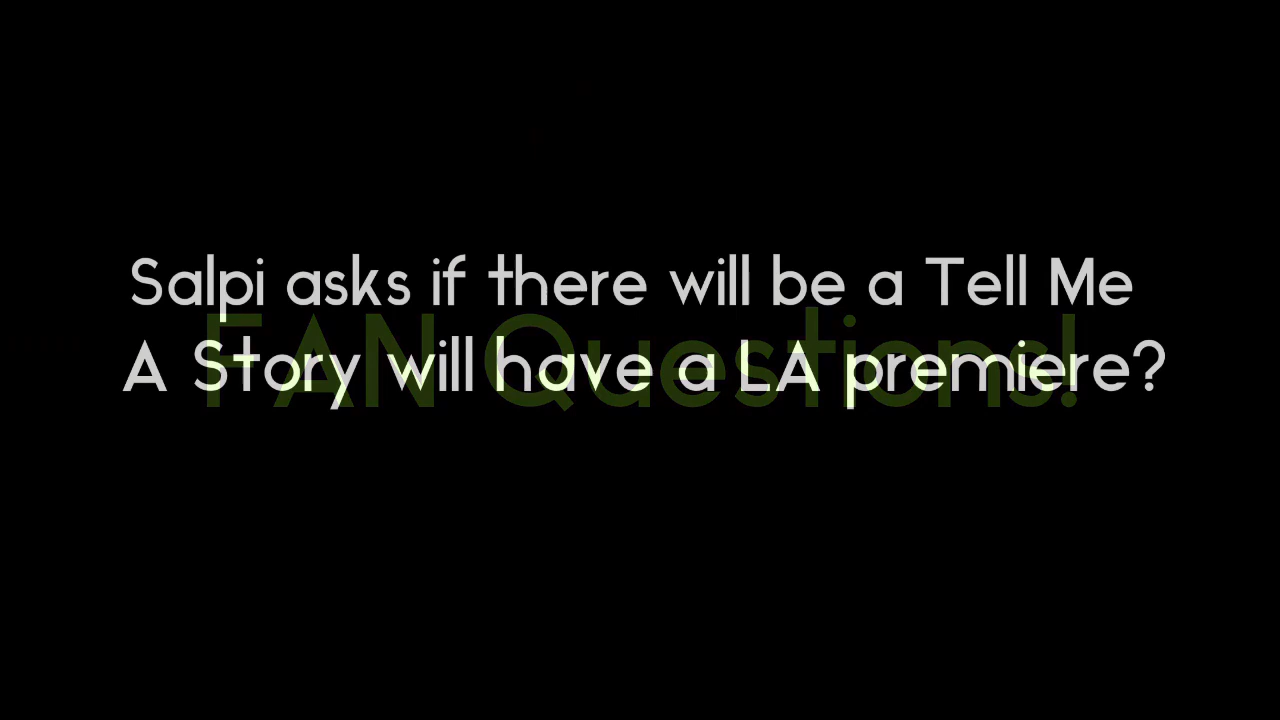 Salpi asks if there will be a Tell Me
A Story will have a LA premiere?
FAN Questions!